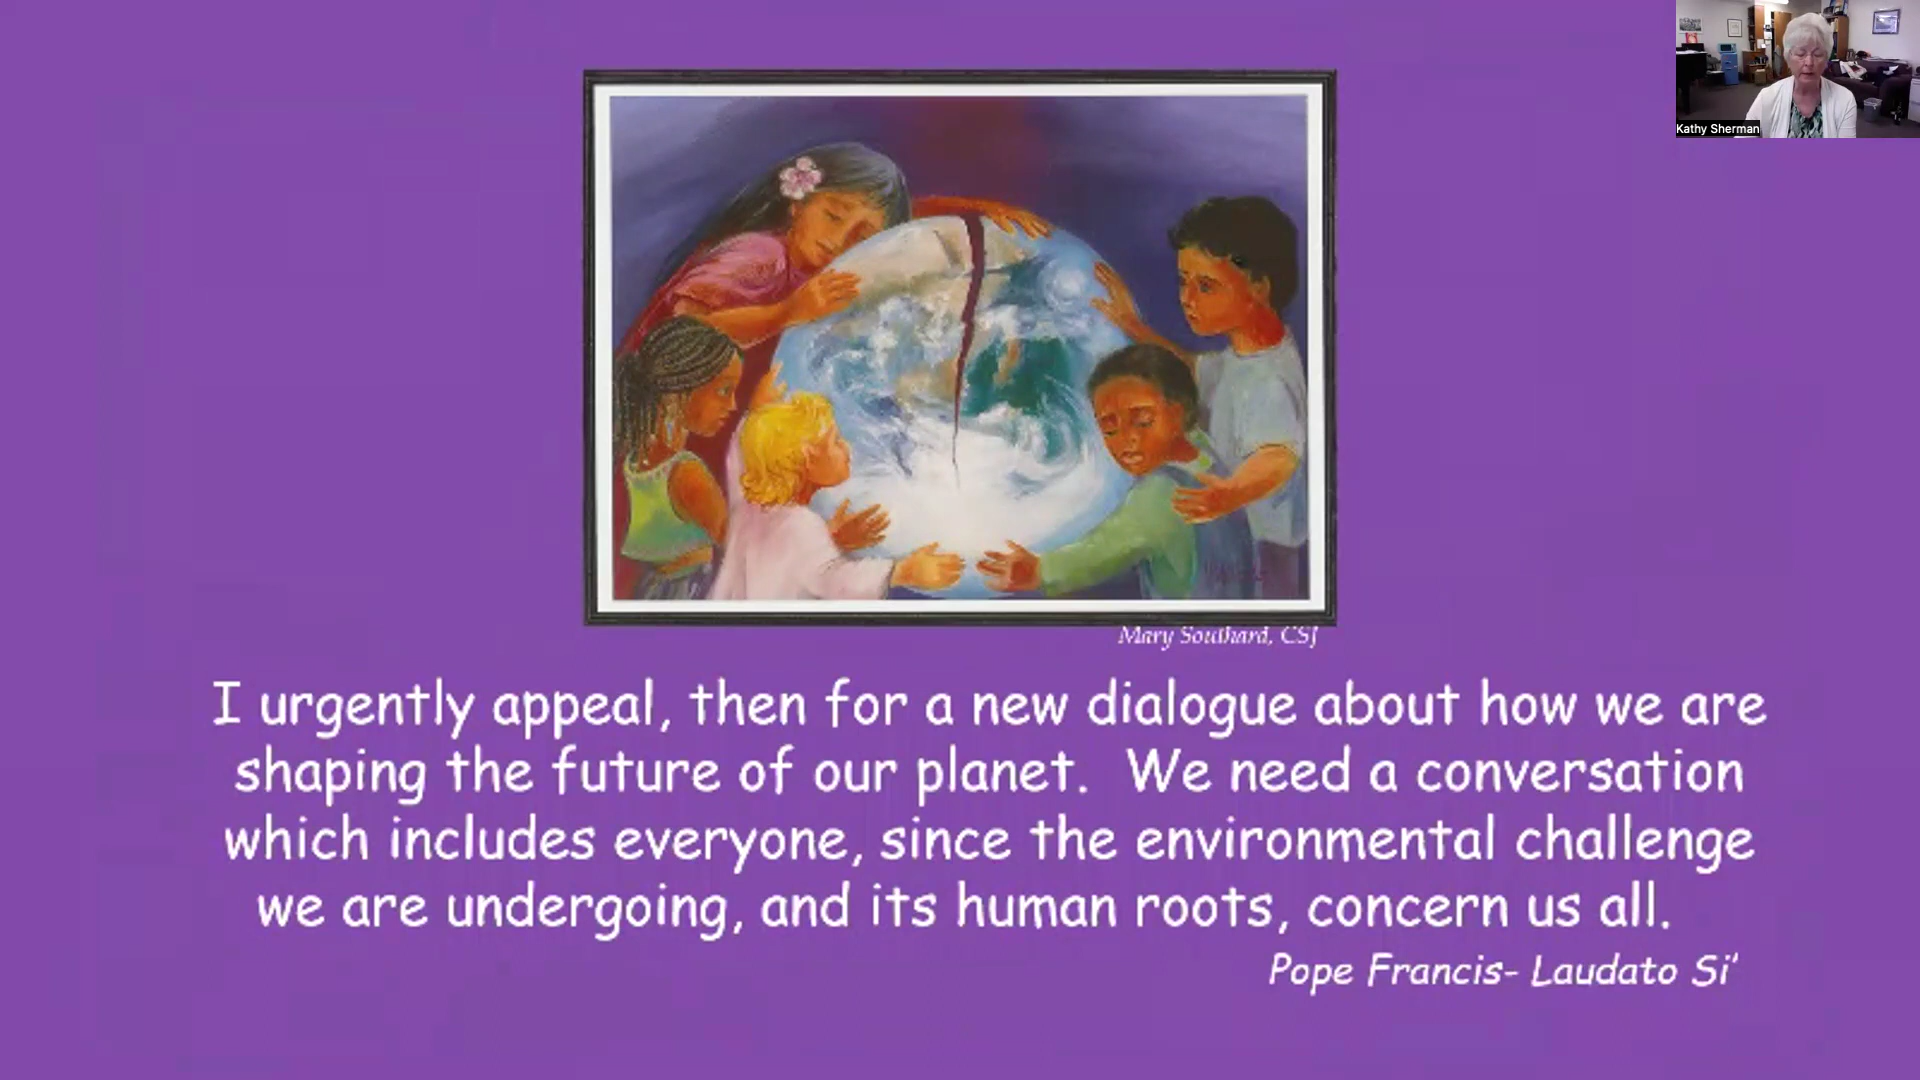 Kathy Sherman
Mary Southard, CSJ
I urgently appeal, then for a new dialogue about how we are
shaping the future of our planet.  We need a conversation
which includes everyone, since the environmental challenge
we are undergoing, and its human roots, concern us all.
Pope Francis- Laudato Si'